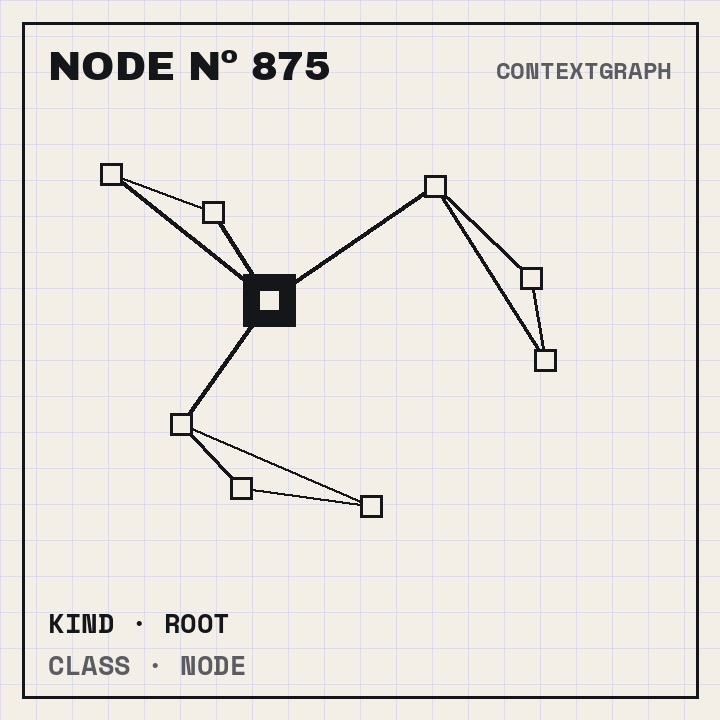 NODE Nº 875
CONTEXTGRAPH
KIND · ROOT
CLASS · NODE